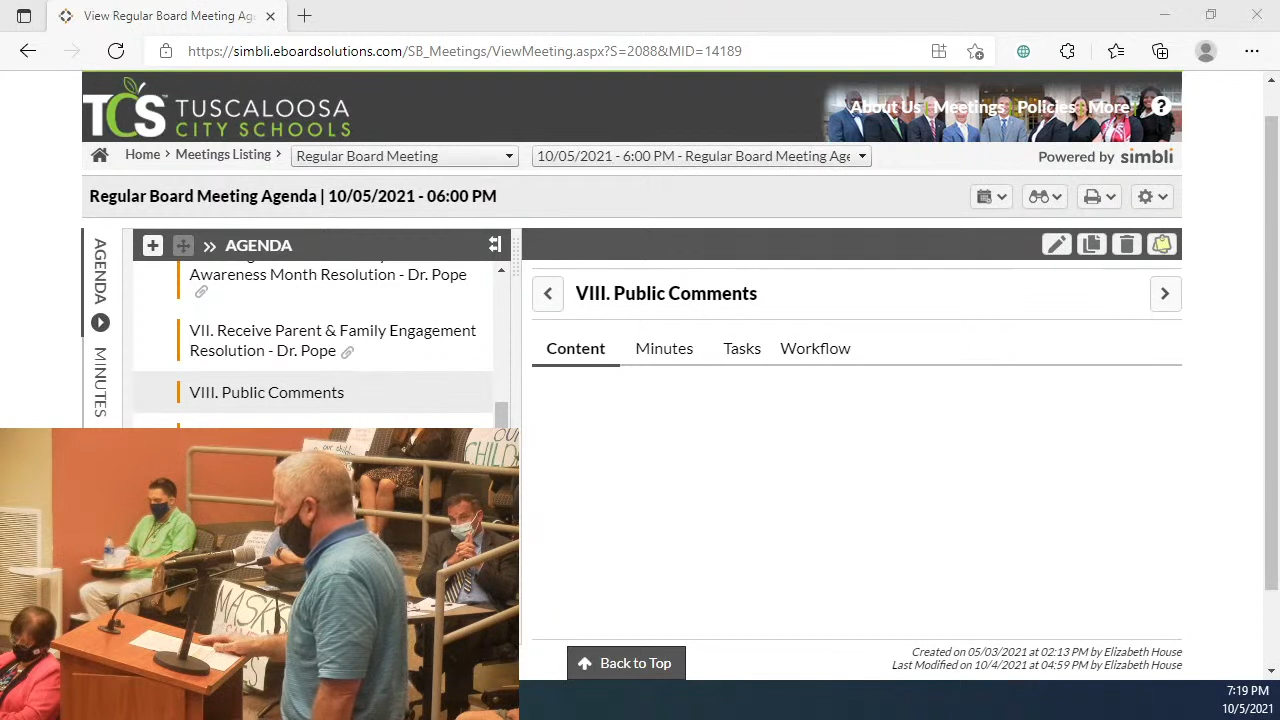 View Regular Board Meeting Ag
https://simbli.eboardsolutions.com/SB_Meetings/ViewMeeting.aspx?S=2088&MID=14189
TCS TUSCALOOSA
CITY SCHOOLS
About Us Meetings Policies More
Home Meetings Listing Regular Board Meeting 10/05/2021 - 6:00 PM - Regular Board Meeting Age
Powered by simbli
Regular Board Meeting Agenda | 10/05/2021 - 06:00 PM
AGENDA
MINUTES
AGENDA
Awareness Month Resolution - Dr. Pope
VII. Receive Parent & Family Engagement
Resolution - Dr. Pope
VIII. Public Comments
VIII. Public Comments
Content Minutes Tasks Workflow
our child
OUR
CHILD
MASKS
Back to Top
Created on 05/03/2021 at 02:13 PM by Elizabeth House
Last Modified on 10/4/2021 at 04:59 PM by Elizabeth House
7:19 PM
10/5/2021